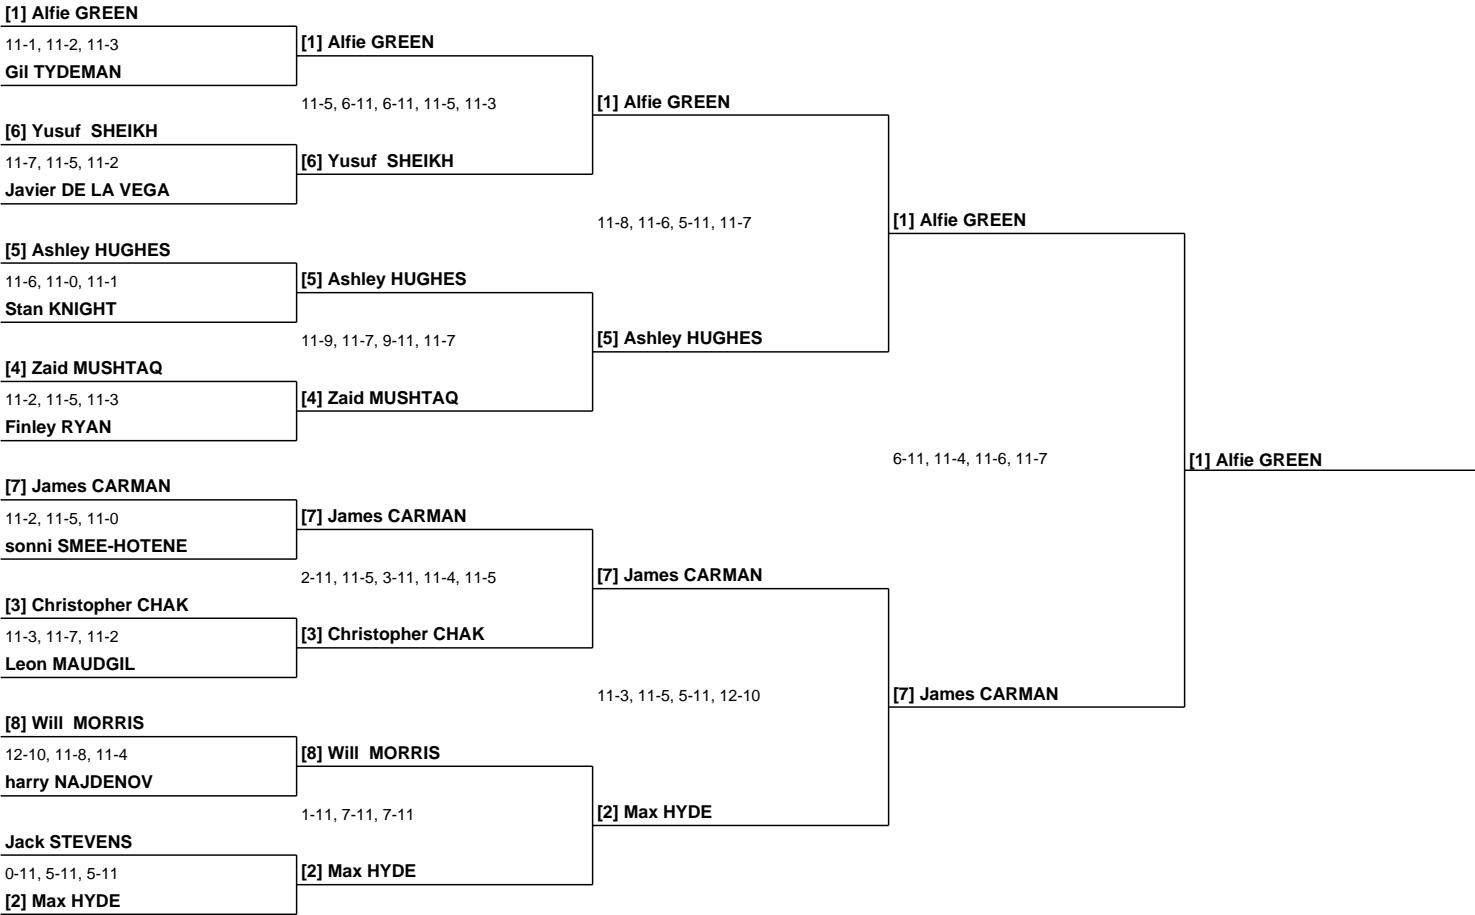 [1] Alfie GREEN
11-1, 11-2, 11-3
Gil TYDEMAN
[6] Yusuf  SHEIKH
11-7, 11-5, 11-2
Javier DE LA VEGA
[5] Ashley HUGHES
11-6, 11-0, 11-1
Stan KNIGHT
[4] Zaid MUSHTAQ
11-2, 11-5, 11-3
Finley RYAN
[7] James CARMAN
11-2, 11-5, 11-0
sonni SMEE-HOTENE
[3] Christopher CHAK
11-3, 11-7, 11-2
Leon MAUDGIL
[8] Will  MORRIS
12-10, 11-8, 11-4
harry NAJDENOV
Jack STEVENS
0-11, 5-11, 5-11
[2] Max HYDE
[1] Alfie GREEN
11-5, 6-11, 6-11, 11-5, 11-3
[6] Yusuf  SHEIKH
[5] Ashley HUGHES
11-9, 11-7, 9-11, 11-7
[4] Zaid MUSHTAQ
[7] James CARMAN
2-11, 11-5, 3-11, 11-4, 11-5
[3] Christopher CHAK
[8] Will  MORRIS
1-11, 7-11, 7-11
[2] Max HYDE
[1] Alfie GREEN
11-8, 11-6, 5-11, 11-7
[5] Ashley HUGHES
[7] James CARMAN
11-3, 11-5, 5-11, 12-10
[2] Max HYDE
[1] Alfie GREEN
6-11, 11-4, 11-6, 11-7
[7] James CARMAN
[1] Alfie GREEN